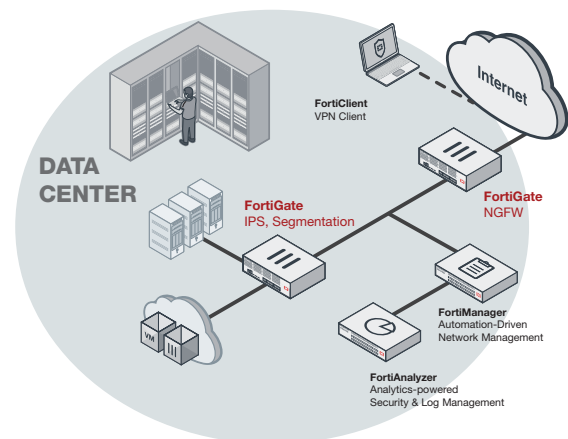 Internet
FortiClient
VPN Client
DATA
CENTER
FortiGate
NGFW
FortiGate
IPS, Segmentation
FortiManager
Automation-Driven
Network Management
VM
FortiAnalyzer
Analytics-powered
Security & Log Management